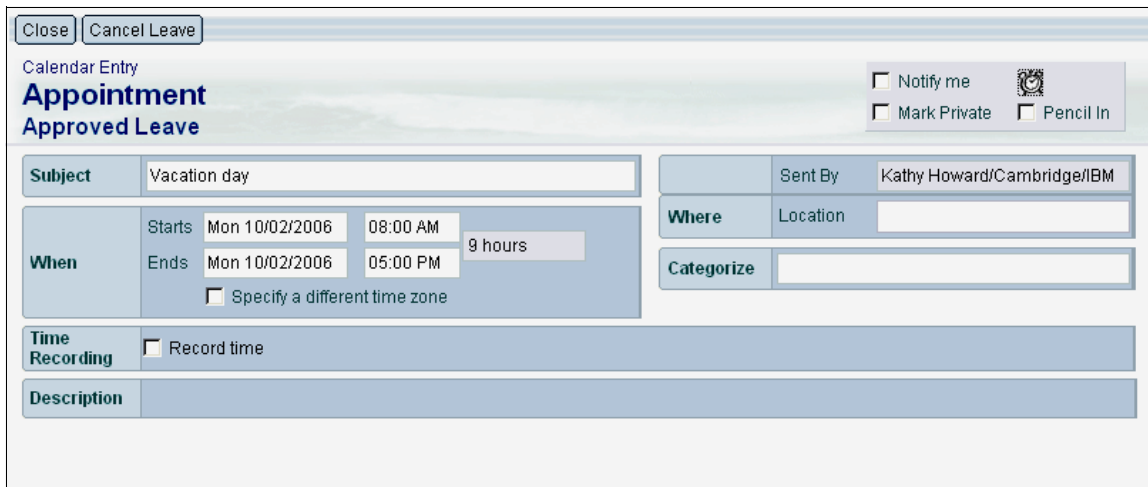 Close Cancel Leave
Calendar Entry
Appointment
Approved Leave
Notify me
Mark Private Pencil In
Subject Vacation day
Sent By Kathy Howard/Cambridge/IBM
Where Location
When
Starts Mon 10/02/2006 08:00 AM
9 hours
Ends Mon 10/02/2006 05:00 PM
Specify a different time zone
Categorize
Time
Recording
Record time
Description